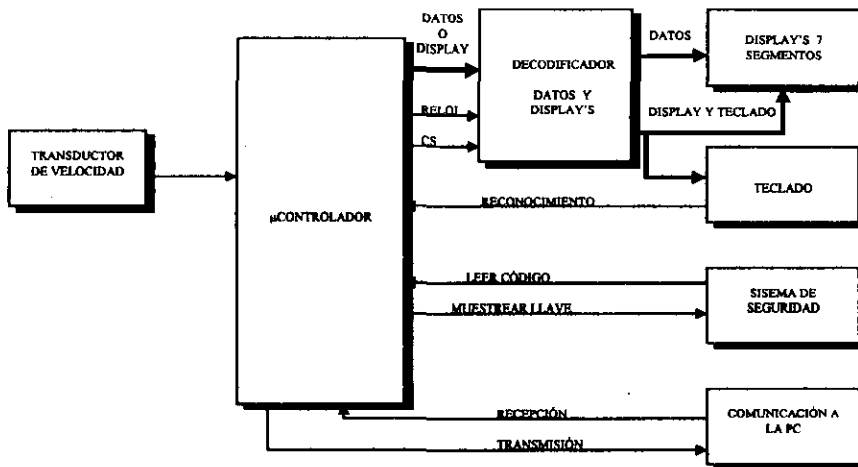 DATOS
O
DISPLAY
DECODIFICADOR
DATOS Y
DISPLAY'S
DATOS
DISPLAY'S 7
SEGMENTOS
RELOJ
DISPLAY Y TECLADO
CS
TRANSDUCTOR
DE VELOCIDAD
TECLADO
RECONOCIMIENTO
µCONTROLADOR
LEER CÓDIGO
SISEMA DE
SEGURIDAD
MUESTREAR LLAVE
RECEPCIÓN
COMUNICACIÓN A
LA PC
TRANSMISIÓN